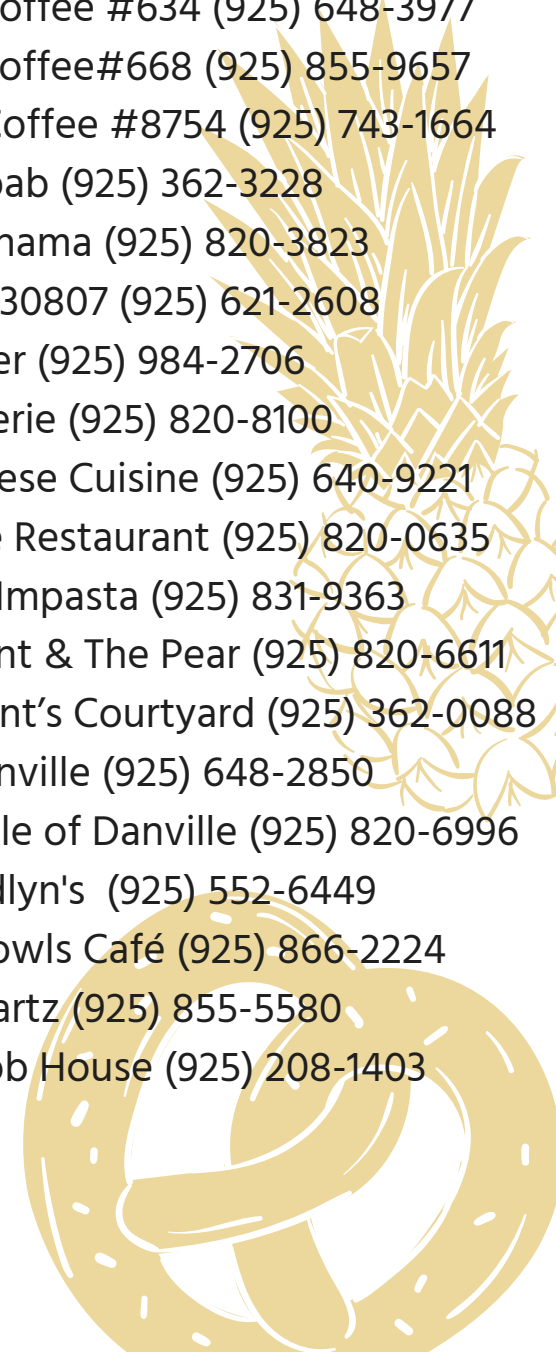 offee #634 (925) 648-3977
offee#668 (925) 855-9657
Coffee #8754 (925) 743-1664
bab (925) 362-3228
hama (925) 820-3823
30807 (925) 621-2608
er (925) 984-2706
erie (925) 820-8100
ese Cuisine (925) 640-9221
e Restaurant (925) 820-0635
Impasta (925) 831-9363
nt & The Pear (925) 820-6611
nt’s Courtyard (925) 362-0088
nville (925) 648-2850
le of Danville (925) 820-6996
dlyn's (925) 552-6449
owls Café (925) 866-2224
artz (925) 855-5580
ob House (925) 208-1403